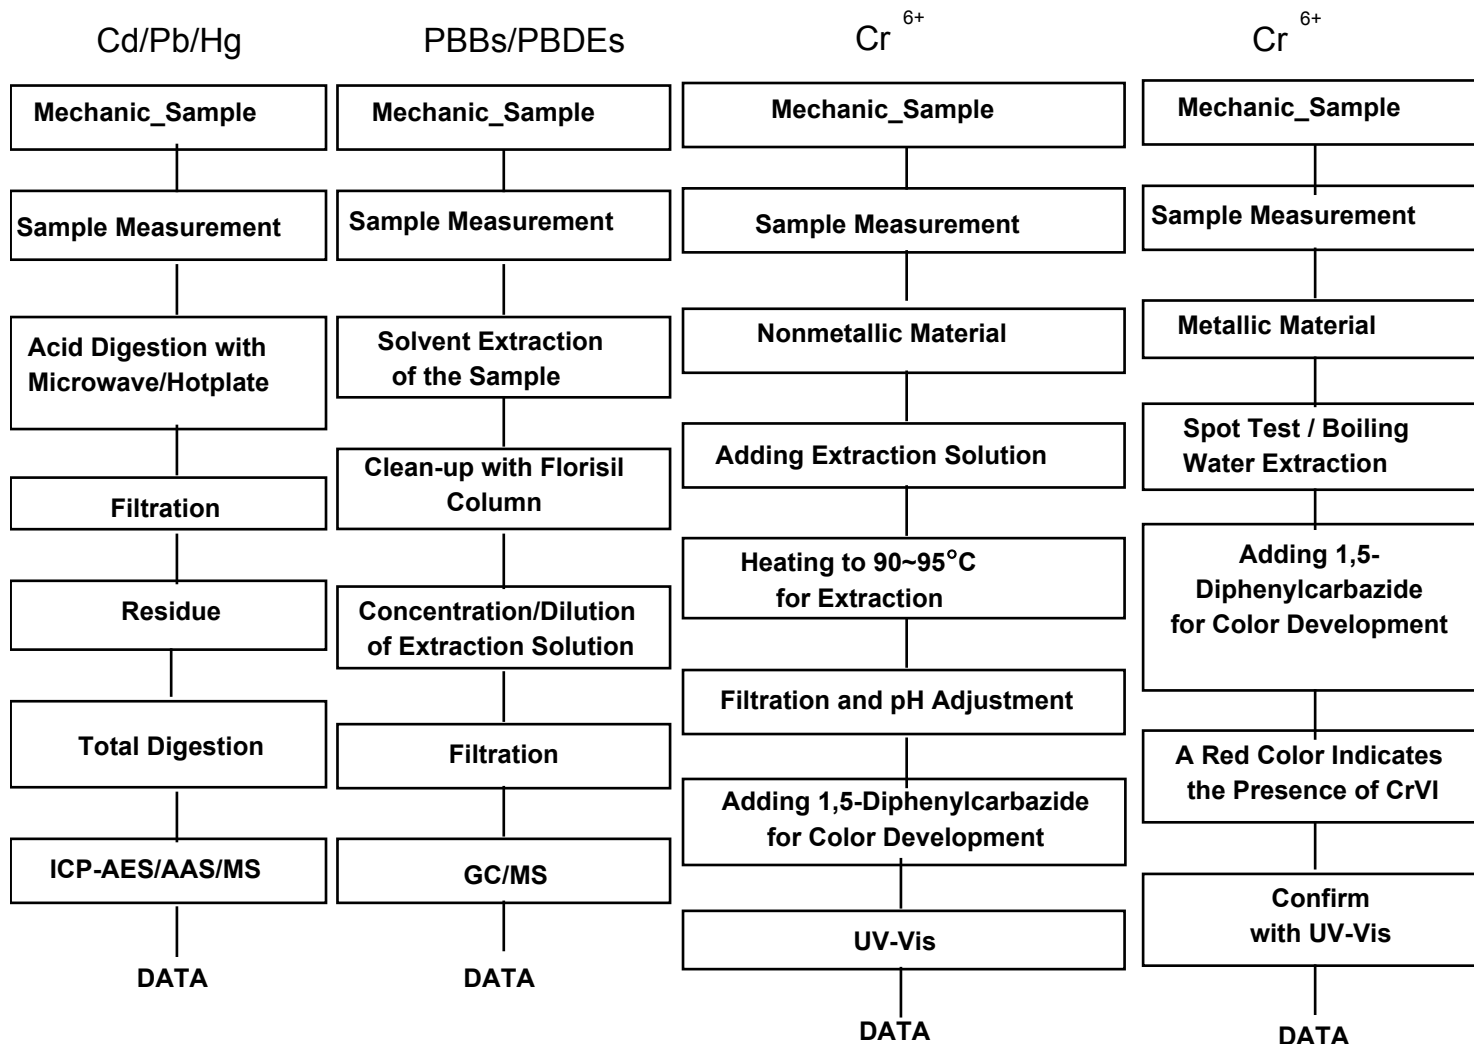 Cd/Pb/Hg
Mechanic_Sample
Sample Measurement
Acid Digestion with
Microwave/Hotplate
Filtration
Residue
Total Digestion
ICP-AES/AAS/MS
DATA
PBBs/PBDEs
Mechanic_Sample
Sample Measurement
Solvent Extraction
of the Sample
Clean-up with Florisil
Column
Concentration/Dilution
of Extraction Solution
Filtration
GC/MS
DATA
Cr 6+
Mechanic_Sample
Sample Measurement
Nonmetallic Material
Adding Extraction Solution
Heating to 90~95°C
for Extraction
Filtration and pH Adjustment
Adding 1,5-Diphenylcarbazide
for Color Development
UV-Vis
DATA
Cr 6+
Mechanic_Sample
Sample Measurement
Metallic Material
Spot Test / Boiling
Water Extraction
Adding 1,5-
Diphenylcarbazide
for Color Development
A Red Color Indicates
the Presence of CrVI
Confirm
with UV-Vis
DATA